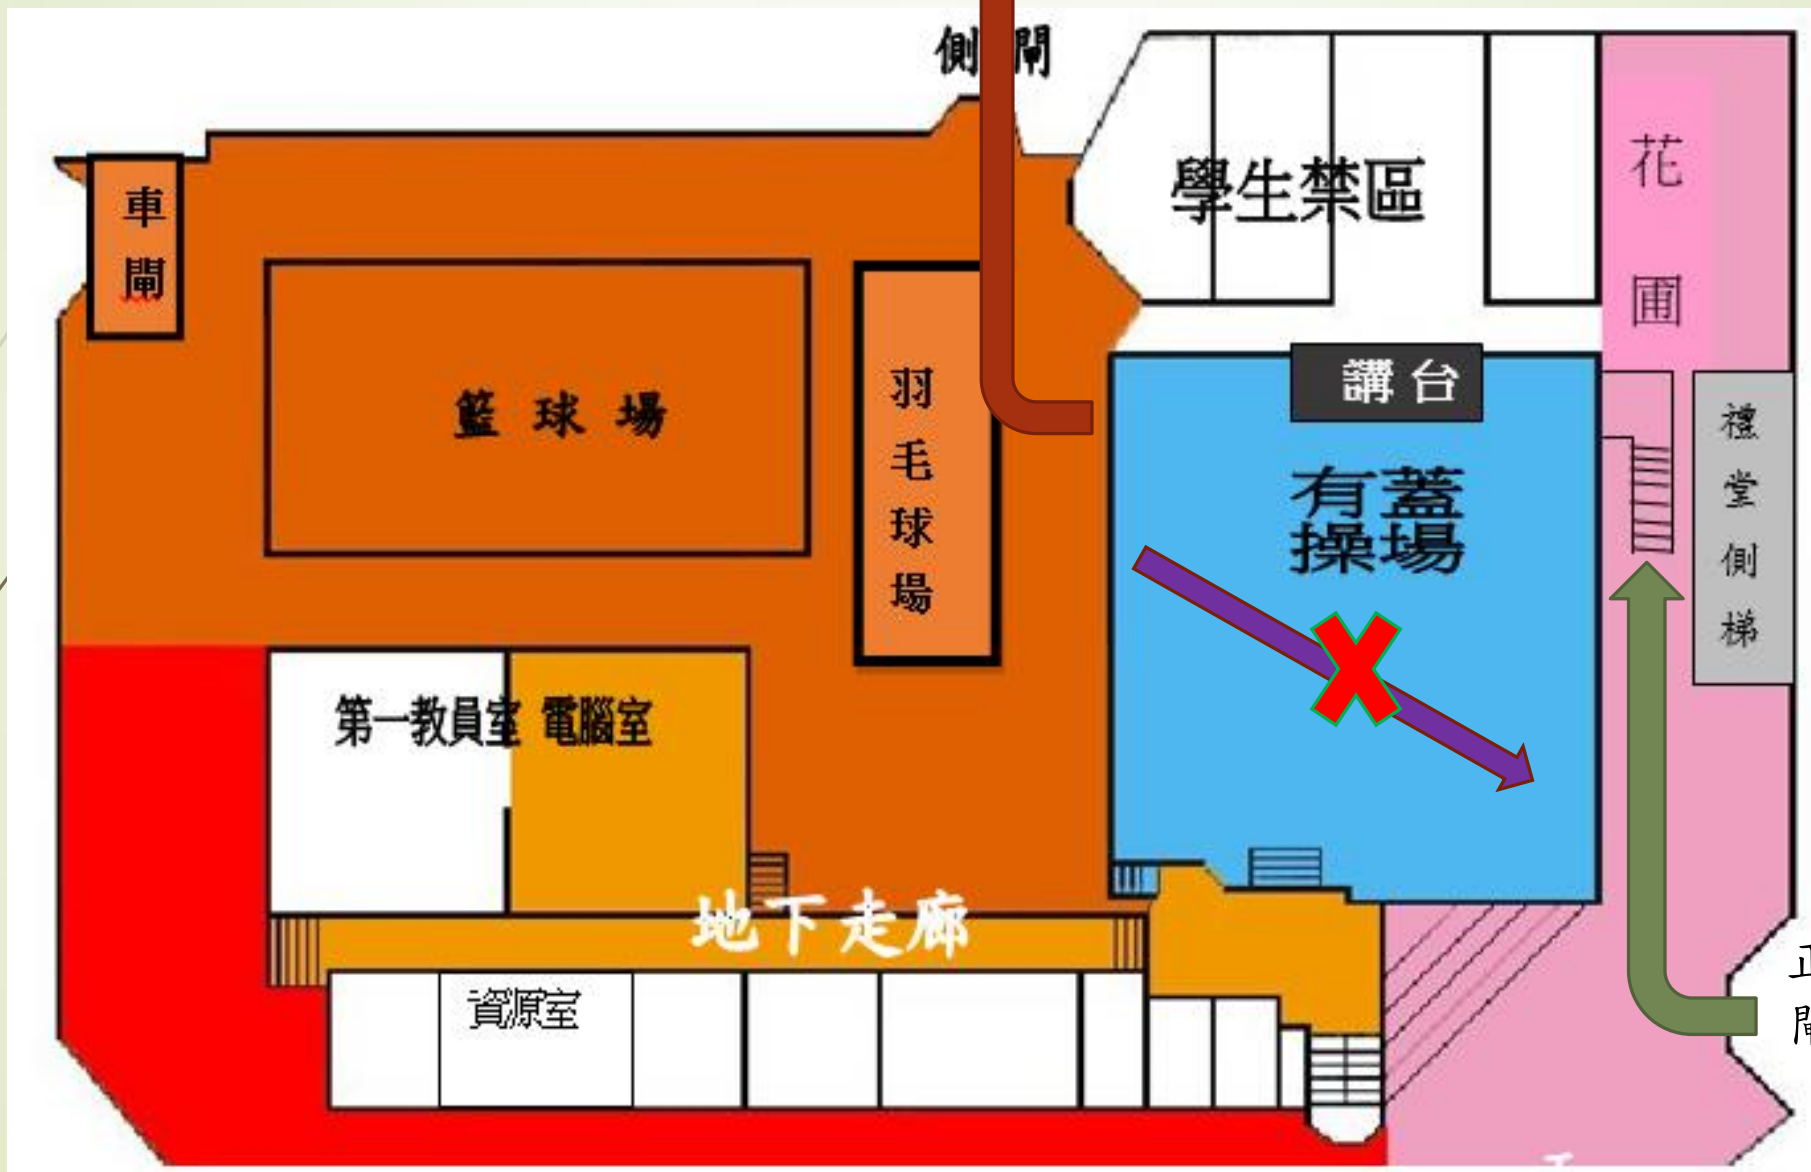 側閘
車閘
學生禁區
花圃
講台
籃球場
羽毛球場
有蓋
操場
禮堂側梯
第一教員室 電腦室
地下走廊
正
資源室